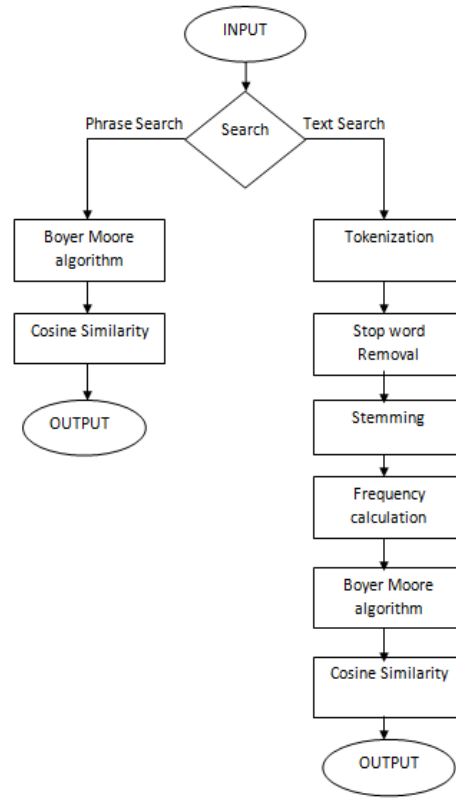 INPUT
Search
Phrase Search
Text Search
Boyer Moore
algorithm
Cosine Similarity
OUTPUT
Tokenization
Stop word
Removal
Stemming
Frequency
calculation
Boyer Moore
algorithm
Cosine Similarity
OUTPUT